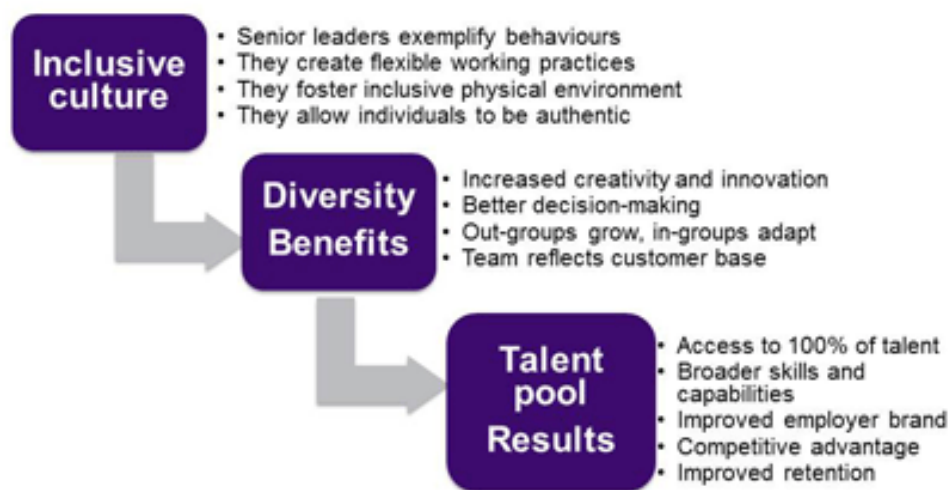 Inclusive
culture
• Senior leaders exemplify behaviours
• They create flexible working practices
• They foster inclusive physical environment
• They allow individuals to be authentic
Diversity
Benefits
• Increased creativity and innovation
• Better decision-making
• Out-groups grow, in-groups adapt
• Team reflects customer base
Talent
pool
Results
• Access to 100% of talent
• Broader skills and
capabilities
• Improved employer brand
• Competitive advantage
• Improved retention